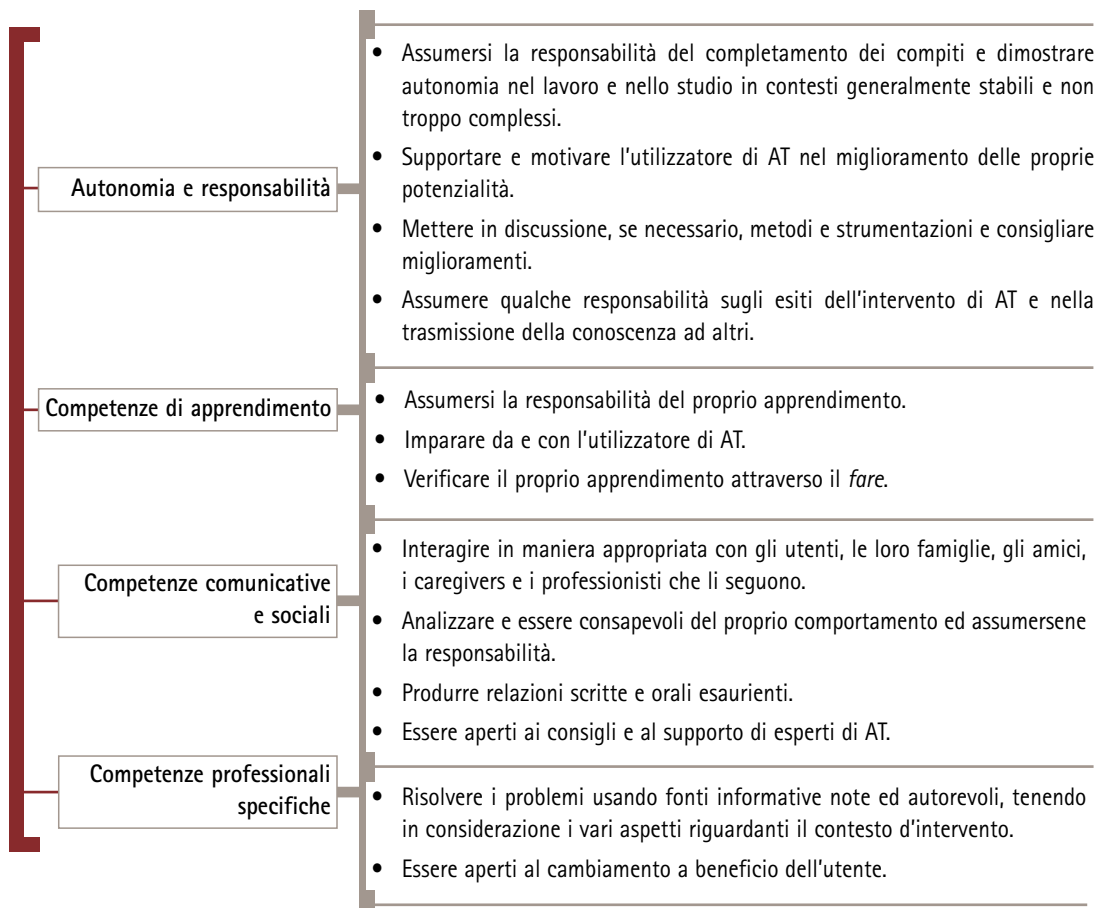 Autonomia e responsabilità
• Assumersi la responsabilità del completamento dei compiti e dimostrare
autonomia nel lavoro e nello studio in contesti generalmente stabili e non
troppo complessi.
• Supportare e motivare l'utilizzatore di AT nel miglioramento delle proprie
potenzialità.
• Mettere in discussione, se necessario, metodi e strumentazioni e consigliare
miglioramenti.
• Assumere qualche responsabilità sugli esiti dell'intervento di AT e nella
trasmissione della conoscenza ad altri.
Competenze di apprendimento
• Assumersi la responsabilità del proprio apprendimento.
• Imparare da e con l'utilizzatore di AT.
• Verificare il proprio apprendimento attraverso il fare.
Competenze comunicative
e sociali
• Interagire in maniera appropriata con gli utenti, le loro famiglie, gli amici,
i caregivers e i professionisti che li seguono.
• Analizzare e essere consapevoli del proprio comportamento ed assumersene
la responsabilità.
• Produrre relazioni scritte e orali esaurienti.
• Essere aperti ai consigli e al supporto di esperti di AT.
Competenze professionali
specifiche
• Risolvere i problemi usando fonti informative note ed autorevoli, tenendo
in considerazione i vari aspetti riguardanti il contesto d'intervento.
• Essere aperti al cambiamento a beneficio dell'utente.